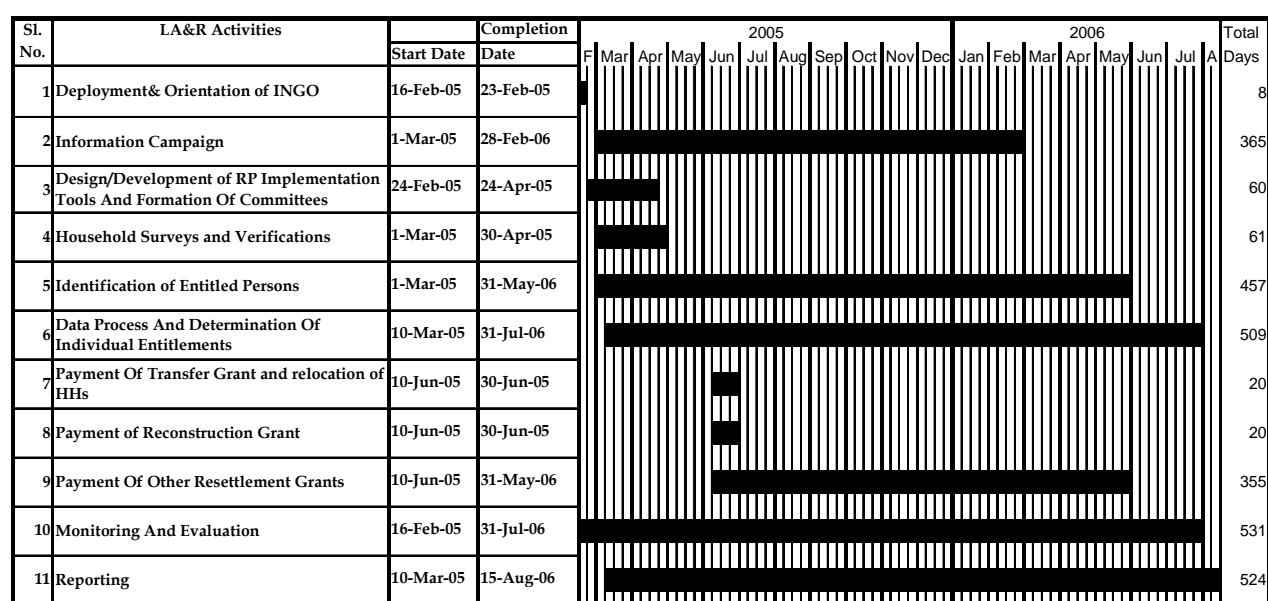 Sl. LA&R Activities Completion 2005 2006 Total
No. Start Date Date F Mar Apr May Jun Jul Aug Sep Oct Nov Dec Jan Feb Mar Apr May Jun Jul A Days
1 Deployment& Orientation of INGO 16-Feb-05 23-Feb-05 8
2 Information Campaign 1-Mar-05 28-Feb-06 365
3 Design/Development of RP Implementation
Tools And Formation Of Committees 24-Feb-05 24-Apr-05 60
4 Household Surveys and Verifications 1-Mar-05 30-Apr-05 61
5 Identification of Entitled Persons 1-Mar-05 31-May-06 457
6 Data Process And Determination Of
Individual Entitlements 10-Mar-05 31-Jul-06 509
7 Payment Of Transfer Grant and relocation of
HHs 10-Jun-05 30-Jun-05 20
8 Payment of Reconstruction Grant 10-Jun-05 30-Jun-05 20
9 Payment Of Other Resettlement Grants 10-Jun-05 31-May-06 355
10 Monitoring And Evaluation 16-Feb-05 31-Jul-06 531
11 Reporting 10-Mar-05 15-Aug-06 524